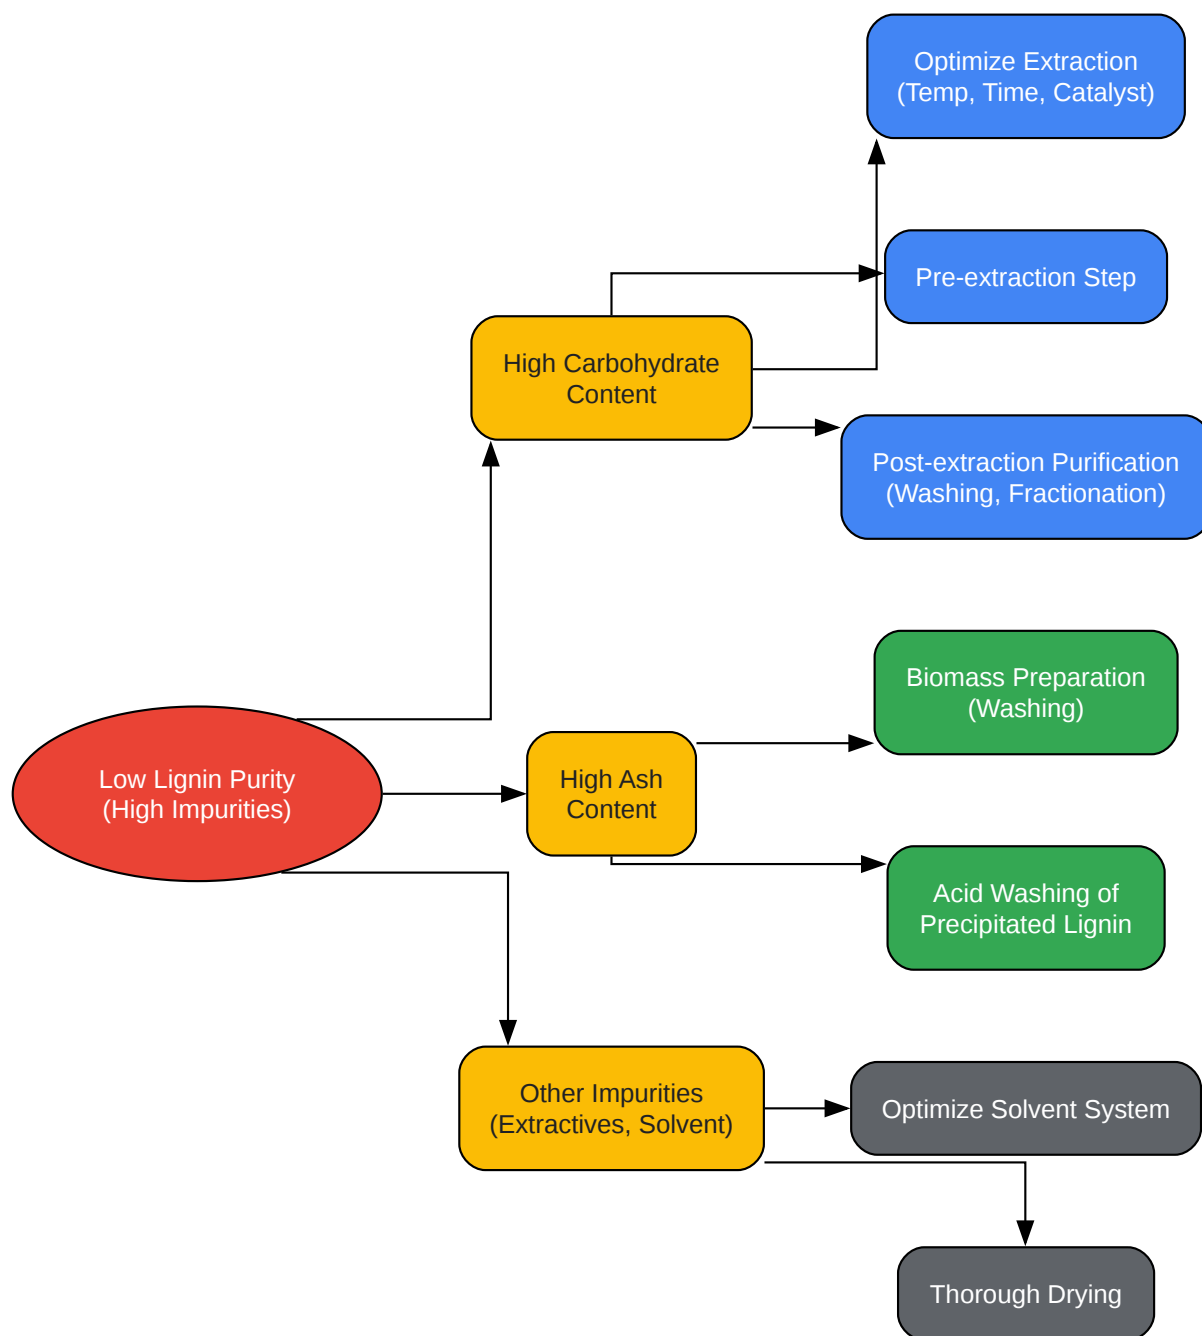 Optimize Extraction
(Temp, Time, Catalyst)
Pre-extraction Step
High Carbohydrate
Content
Post-extraction Purification
(Washing, Fractionation)
Biomass Preparation
(Washing)
Low Lignin Purity
(High Impurities)
High Ash
Content
Acid Washing of
Precipitated Lignin
Other Impurities
(Extractives, Solvent)
Optimize Solvent System
Thorough Drying